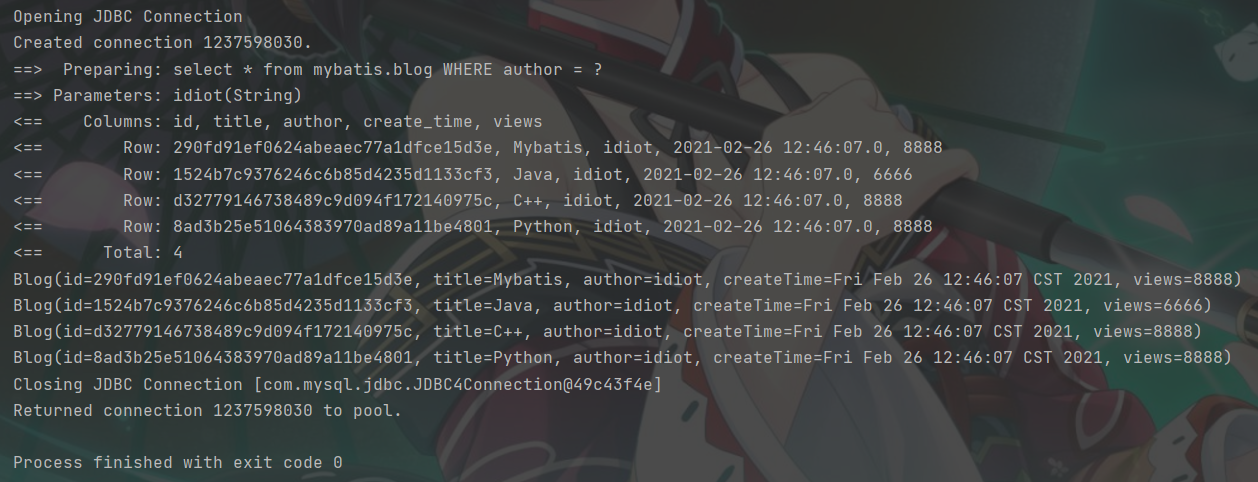 Opening JDBC Connection
Created connection 1237598030.
==>  Preparing: select * from mybatis.blog WHERE author = ?
==> Parameters: idiot(String)
<==    Columns: id, title, author, create_time, views
<==        Row: 290fd91ef0624abeaec77a1dfce15d3e, Mybatis, idiot, 2021-02-26 12:46:07.0, 8888
<==        Row: 1524b7c9376246c6b85d4235d1133cf3, Java, idiot, 2021-02-26 12:46:07.0, 6666
<==        Row: d32779146738489c9d094f172140975c, C++, idiot, 2021-02-26 12:46:07.0, 8888
<==        Row: 8ad3b25e51064383970ad89a11be4801, Python, idiot, 2021-02-26 12:46:07.0, 8888
<==      Total: 4
Blog(id=290fd91ef0624abeaec77a1dfce15d3e, title=Mybatis, author=idiot, createTime=Fri Feb 26 12:46:07 CST 2021, views=8888)
Blog(id=1524b7c9376246c6b85d4235d1133cf3, title=Java, author=idiot, createTime=Fri Feb 26 12:46:07 CST 2021, views=6666)
Blog(id=d32779146738489c9d094f172140975c, title=C++, author=idiot, createTime=Fri Feb 26 12:46:07 CST 2021, views=8888)
Blog(id=8ad3b25e51064383970ad89a11be4801, title=Python, author=idiot, createTime=Fri Feb 26 12:46:07 CST 2021, views=8888)
Closing JDBC Connection [com.mysql.jdbc.JDBC4Connection@49c43f4e]
Returned connection 1237598030 to pool.
Process finished with exit code 0